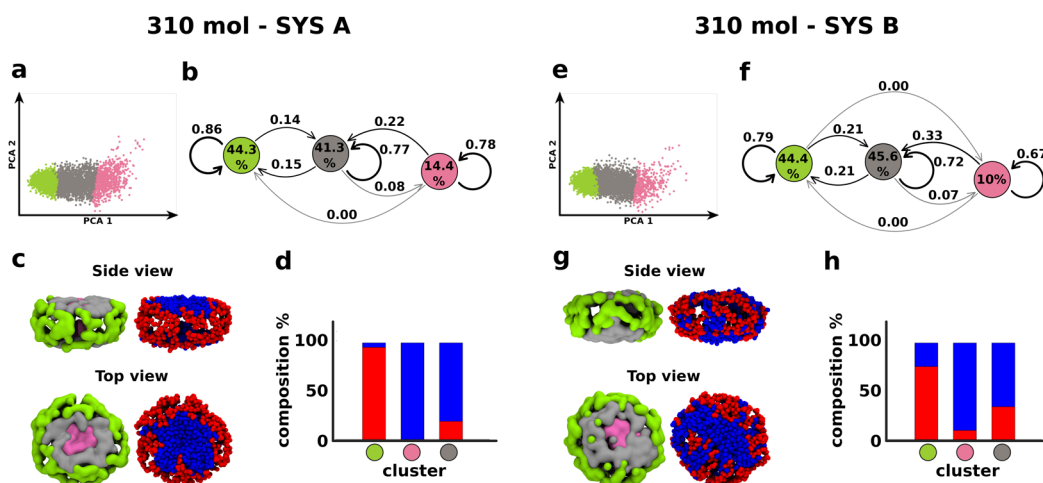 310 mol - SYS A
310 mol - SYS B
a
PCA 2
PCA 1
b
0.86
0.14
0.22
0.78
44.3
%
41.3
%
0.77
14.4
%
0.15
0.08
0.00
e
PCA 2
PCA 1
f
0.00
0.79
0.21
0.33
0.67
44.4
%
45.6
%
0.72
10%
0.21
0.07
0.00
c
Side view
Top view
d
composition %
100
50
0
cluster
g
Side view
Top view
h
composition %
100
50
0
cluster